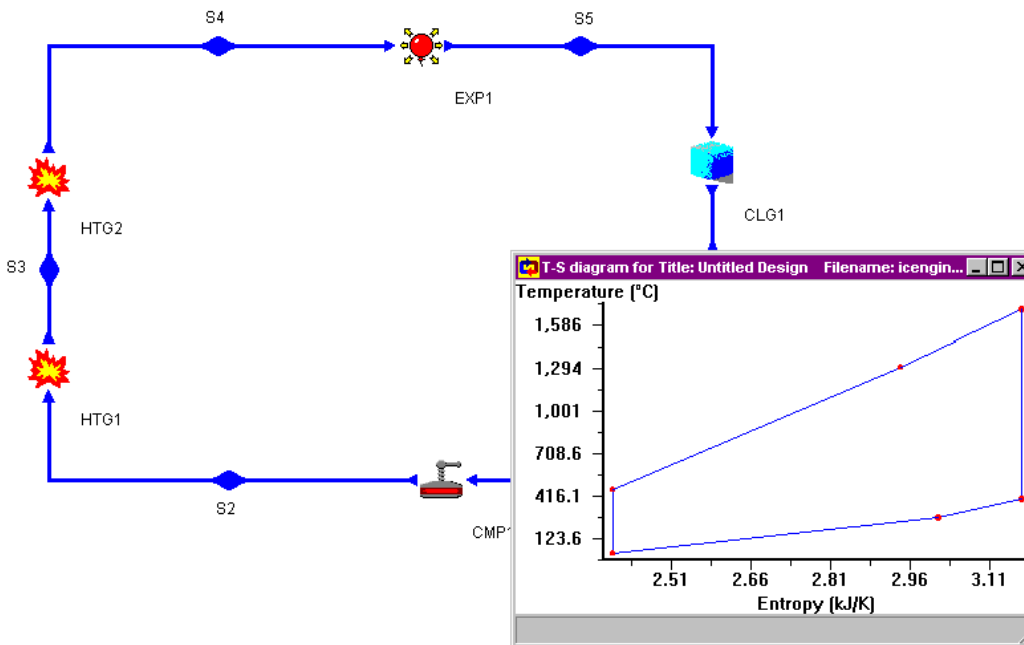 S4
S5
EXP1
HTG2
CLG1
S3
HTG1
S2
T-S diagram for Title: Untitled Design Filename: icengin...
Temperature (°C)
1,586
1,294
1,001
708.6
416.1
123.6
2.51 2.66 2.81 2.96 3.11
Entropy (kJ/K)